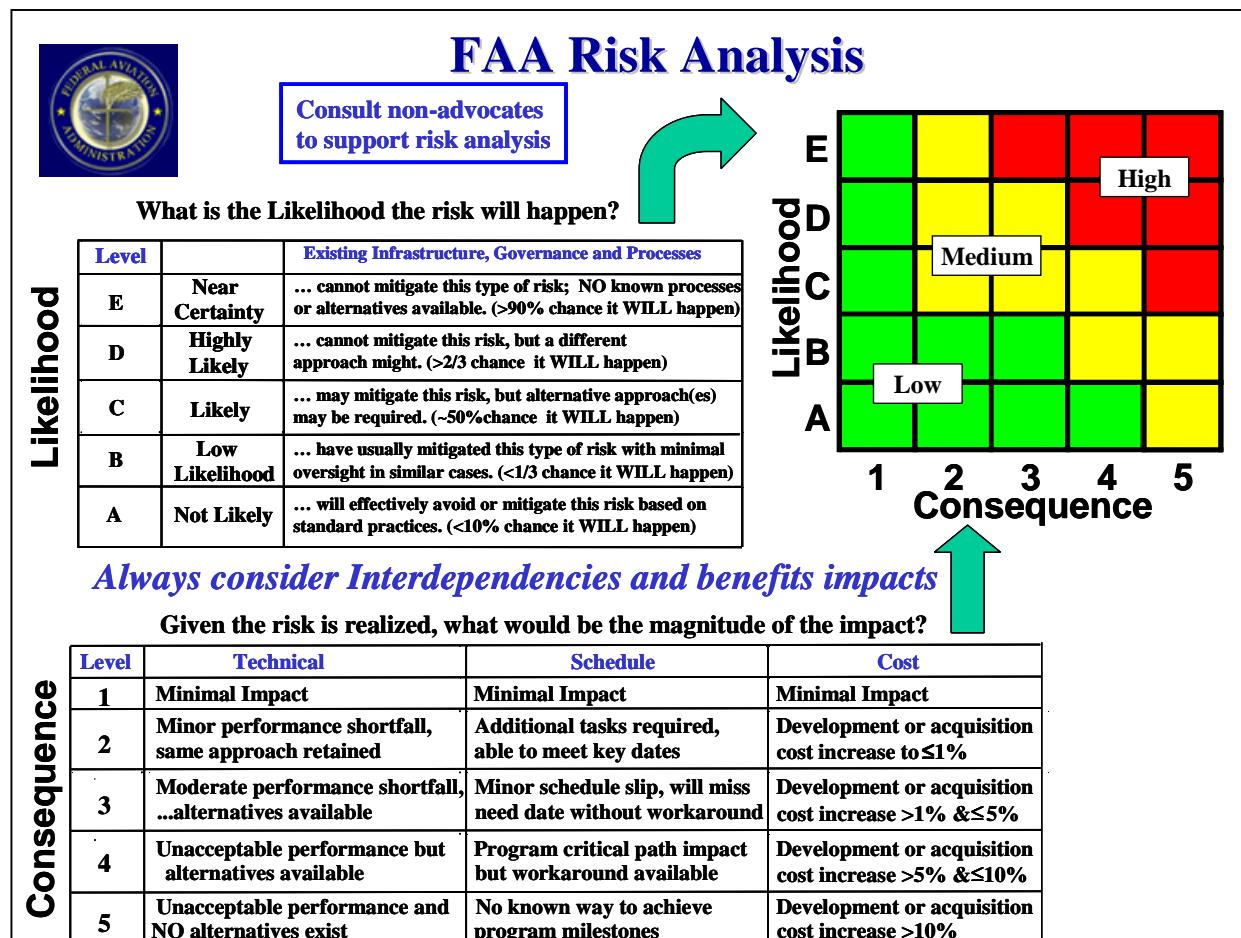 FAA Risk Analysis
FEDERAL AVIATION
ADMINISTRATION
Consult non-advocates
to support risk analysis
What is the Likelihood the risk will happen?
Likelihood
Level Existing Infrastructure, Governance and Processes
E Near Certainty … cannot mitigate this type of risk; NO known processes
or alternatives available. (>90% chance it WILL happen)
D Highly Likely … cannot mitigate this risk, but a different
approach might. (>2/3 chance it WILL happen)
C Likely … may mitigate this risk, but alternative approach(es)
may be required. (~50%chance it WILL happen)
B Low Likelihood … have usually mitigated this type of risk with minimal
oversight in similar cases. (<1/3 chance it WILL happen)
A Not Likely … will effectively avoid or mitigate this risk based on
standard practices. (<10% chance it WILL happen)
Likelihood
E
High
D
Medium
C
B
Low
A
1 2 3 4 5
Consequence
Always consider Interdependencies and benefits impacts
Given the risk is realized, what would be the magnitude of the impact?
Consequence
Level Technical Schedule Cost
1 Minimal Impact Minimal Impact Minimal Impact
2 Minor performance shortfall, Additional tasks required, Development or acquisition
same approach retained able to meet key dates cost increase to ≤1%
3 Moderate performance shortfall, Minor schedule slip, will miss Development or acquisition
...alternatives available need date without workaround cost increase >1% &≤5%
4 Unacceptable performance but Program critical path impact Development or acquisition
alternatives available but workaround available cost increase >5% &≤10%
5 Unacceptable performance and No known way to achieve Development or acquisition
NO alternatives exist program milestones cost increase >10%